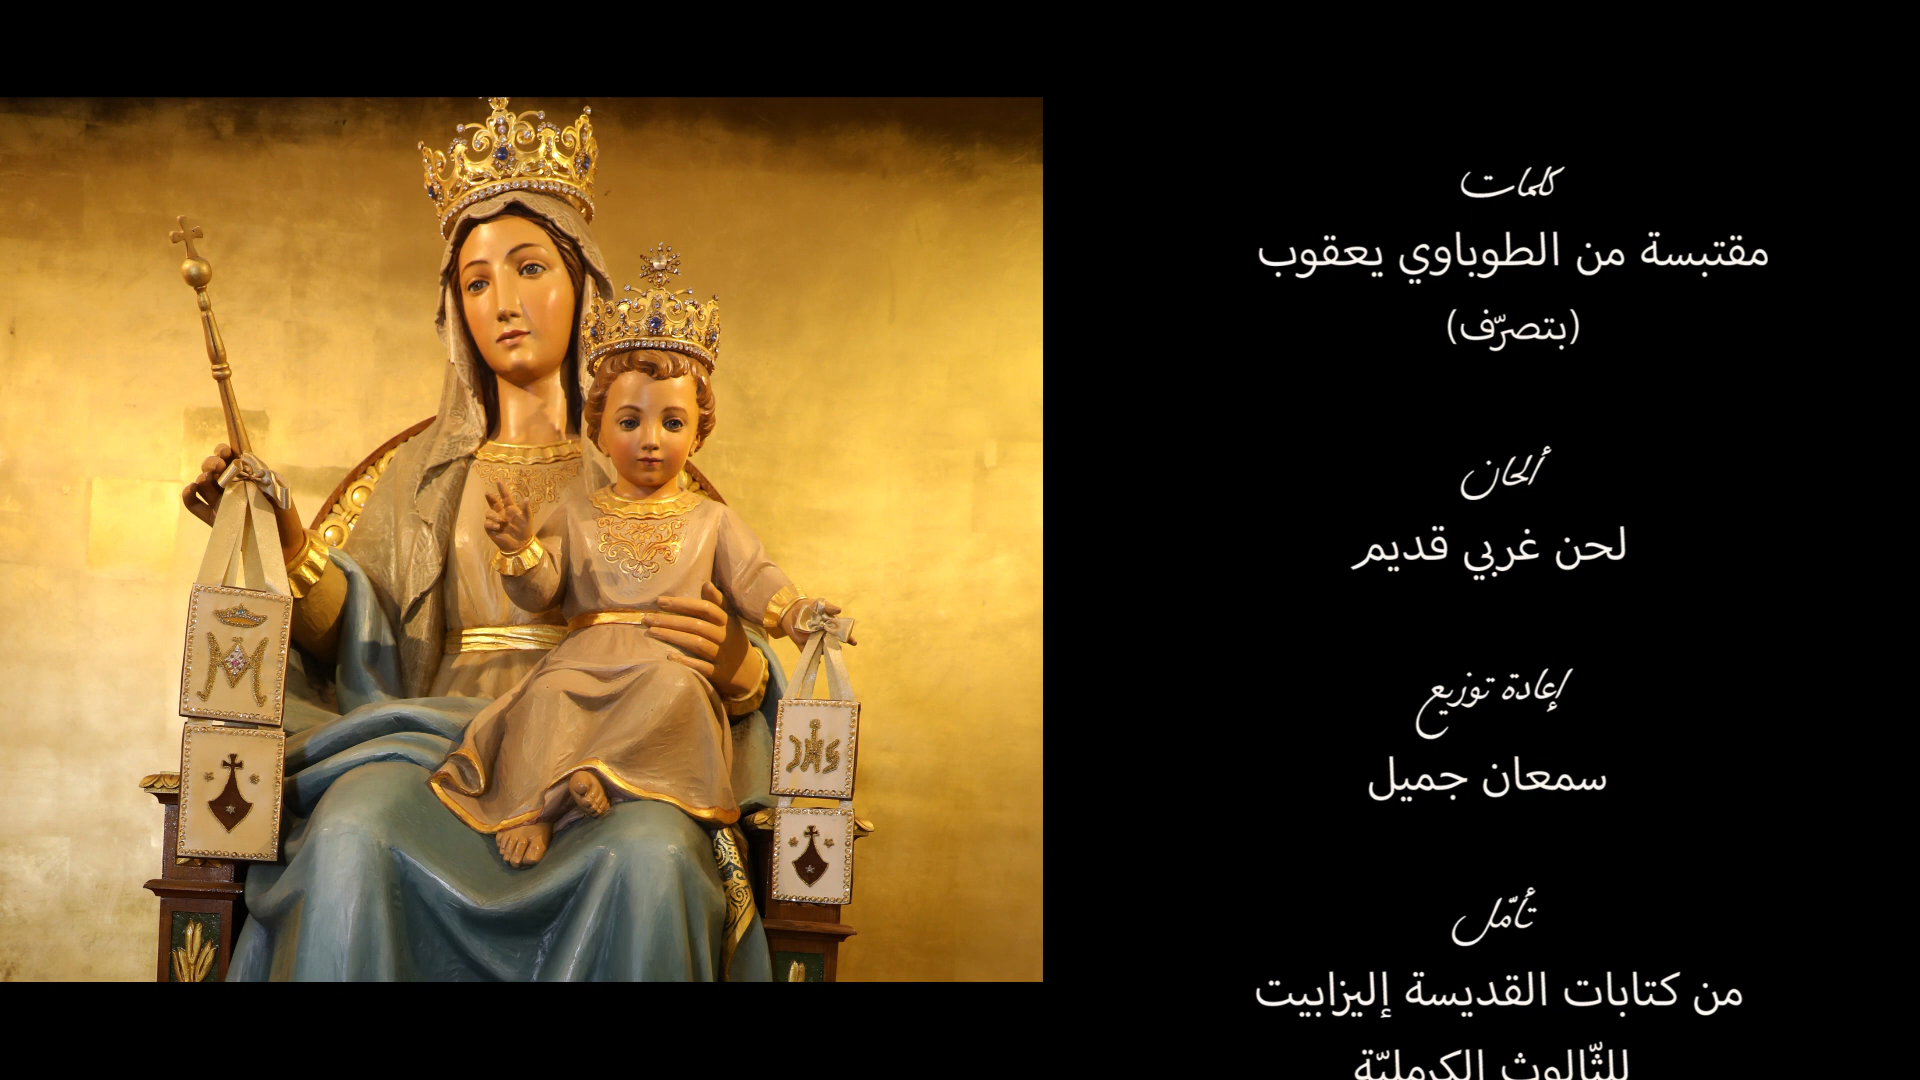 كلمات
مقتبسة من الطوباوي يعقوب
(بتصرّف)
ألحان
لحن غربي قديم
إعادة توزيع
سمعان جميل
تأمّل
من كتابات القديسة إليزابيت
للثّالوث الكرمليّة
M
JHS